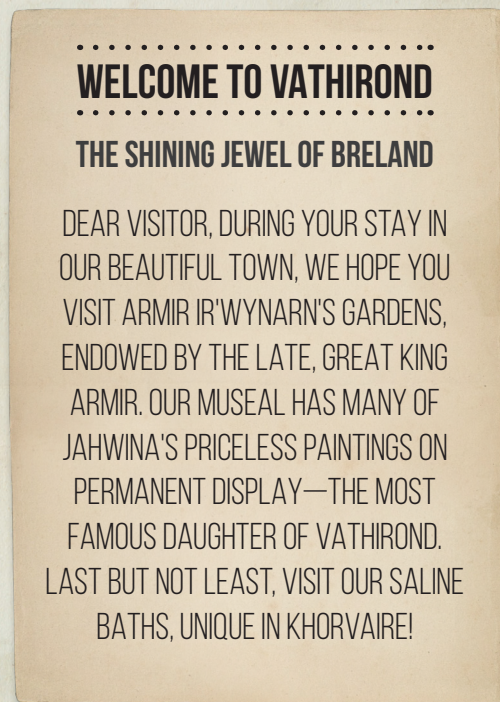 WELCOME TO VATHIROND
THE SHINING JEWEL OF BRELAND
DEAR VISITOR, DURING YOUR STAY IN
OUR BEAUTIFUL TOWN, WE HOPE YOU
VISIT ARMIR IR'WYNARN'S GARDENS,
ENDOWED BY THE LATE, GREAT KING
ARMIR. OUR MUSEAL HAS MANY OF
JAHWINA'S PRICELESS PAINTINGS ON
PERMANENT DISPLAY—THE MOST
FAMOUS DAUGHTER OF VATHIROND.
LAST BUT NOT LEAST, VISIT OUR SALINE
BATHS, UNIQUE IN KHORVAIRE!